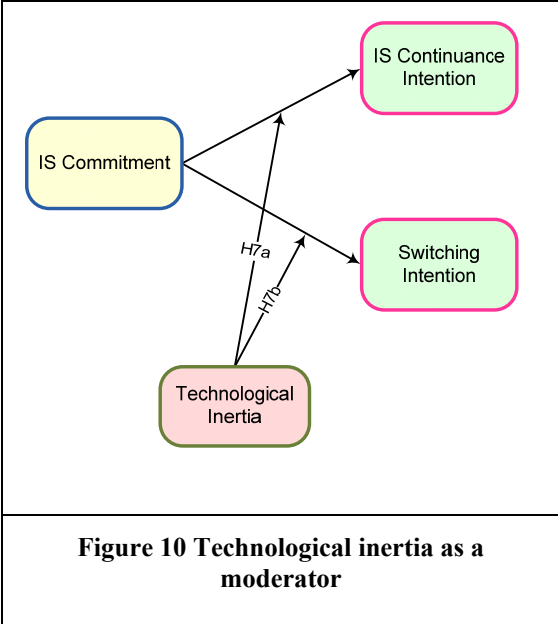 IS Continuance
Intention
IS Commitment
H7a
Switching
Intention
H7b
Technological
Inertia
Figure 10 Technological inertia as a
moderator